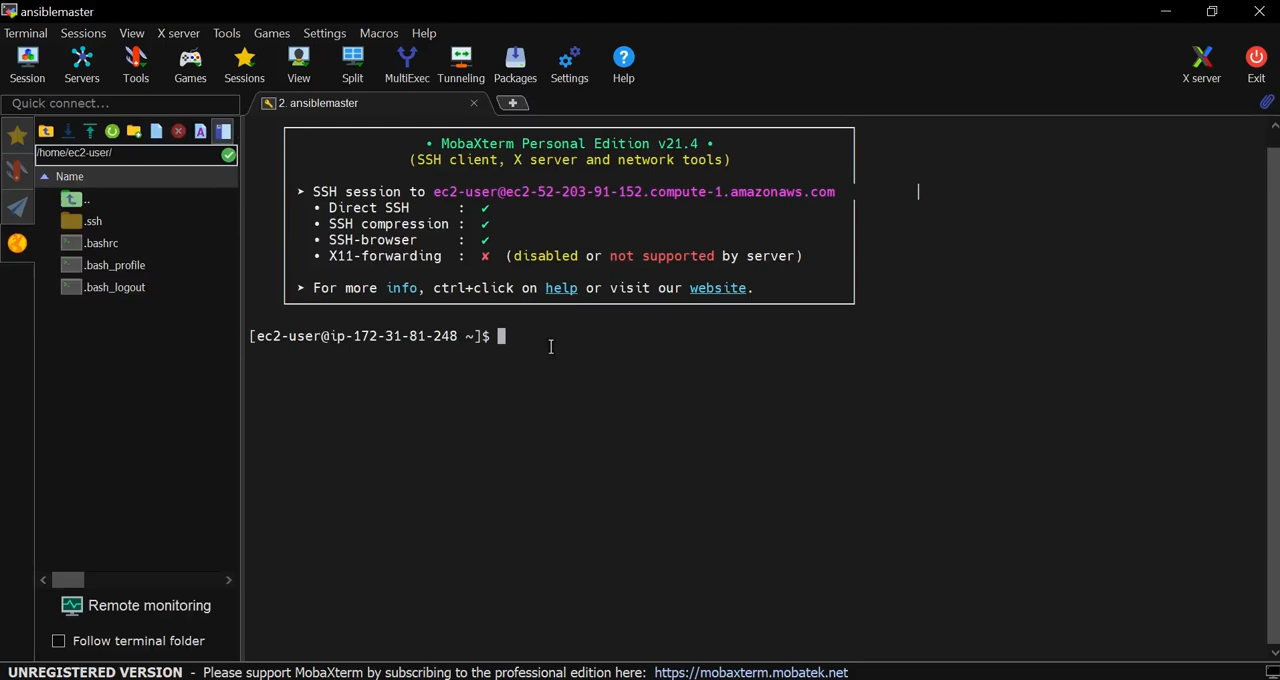 ansiblemaster
Terminal Sessions View X server Tools Games Settings Macros Help
Session Servers Tools Games Sessions View Split MultiExec Tunneling Packages Settings Help X server Exit
Quick connect...
2. ansiblemaster
/home/ec2-user/
Name
..
.ssh
.bashrc
.bash_profile
.bash_logout
Remote monitoring
Follow terminal folder
• MobaXterm Personal Edition v21.4 •
(SSH client, X server and network tools)
➤ SSH session to ec2-user@ec2-52-203-91-152.compute-1.amazonaws.com
• Direct SSH : ✔
• SSH compression : ✔
• SSH-browser : ✔
• X11-forwarding : ✘ (disabled or not supported by server)
➤ For more info, ctrl+click on help or visit our website.
[ec2-user@ip-172-31-81-248 ~]$
UNREGISTERED VERSION - Please support MobaXterm by subscribing to the professional edition here: https://mobaxterm.mobatek.net